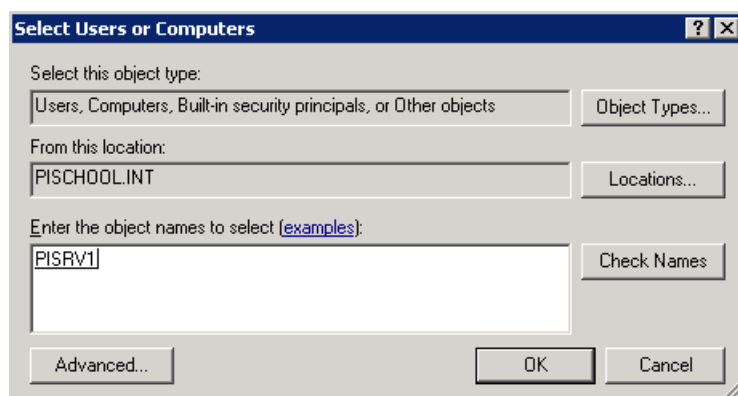 Select Users or Computers
Select this object type:
Users, Computers, Built-in security principals, or Other objects
Object Types...
From this location:
PISCHOOL.INT
Locations...
Enter the object names to select (examples):
PISRV1
Check Names
Advanced...
OK
Cancel